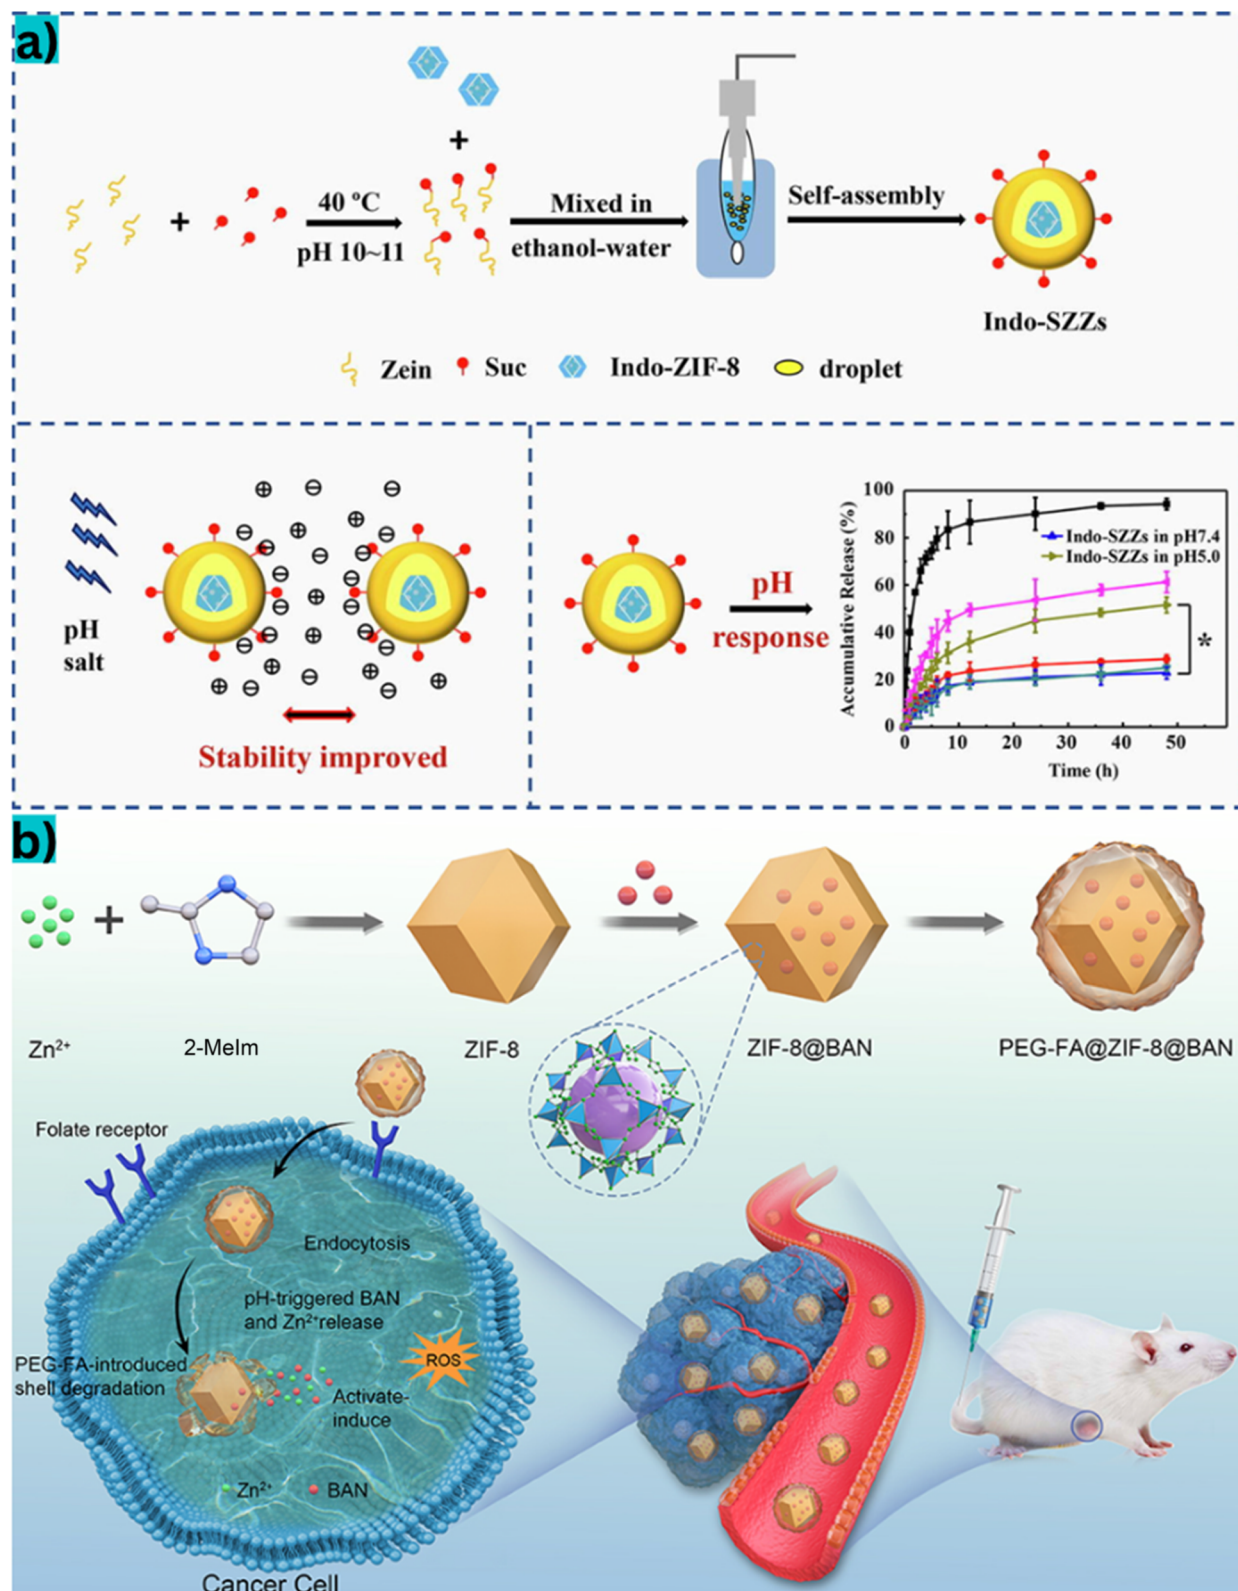 a)
+
+
40 °C
pH 10~11
Mixed in
ethanol-water
Self-assembly
Indo-SZZs
Zein
Suc
Indo-ZIF-8
droplet
pH
salt
Stability improved
pH
response
Accumulative Release (%)
100
80
60
40
20
0
Indo-SZZs in pH7.4
Indo-SZZs in pH5.0
*
0
10
20
30
40
50
Time (h)
b)
+
Zn²⁺
2-MeIm
ZIF-8
ZIF-8@BAN
PEG-FA@ZIF-8@BAN
Folate receptor
Endocytosis
pH-triggered BAN
and Zn²⁺release
ROS
PEG-FA-introduced
shell degradation
Activate-
induce
Zn²⁺
BAN
Cancer Cell